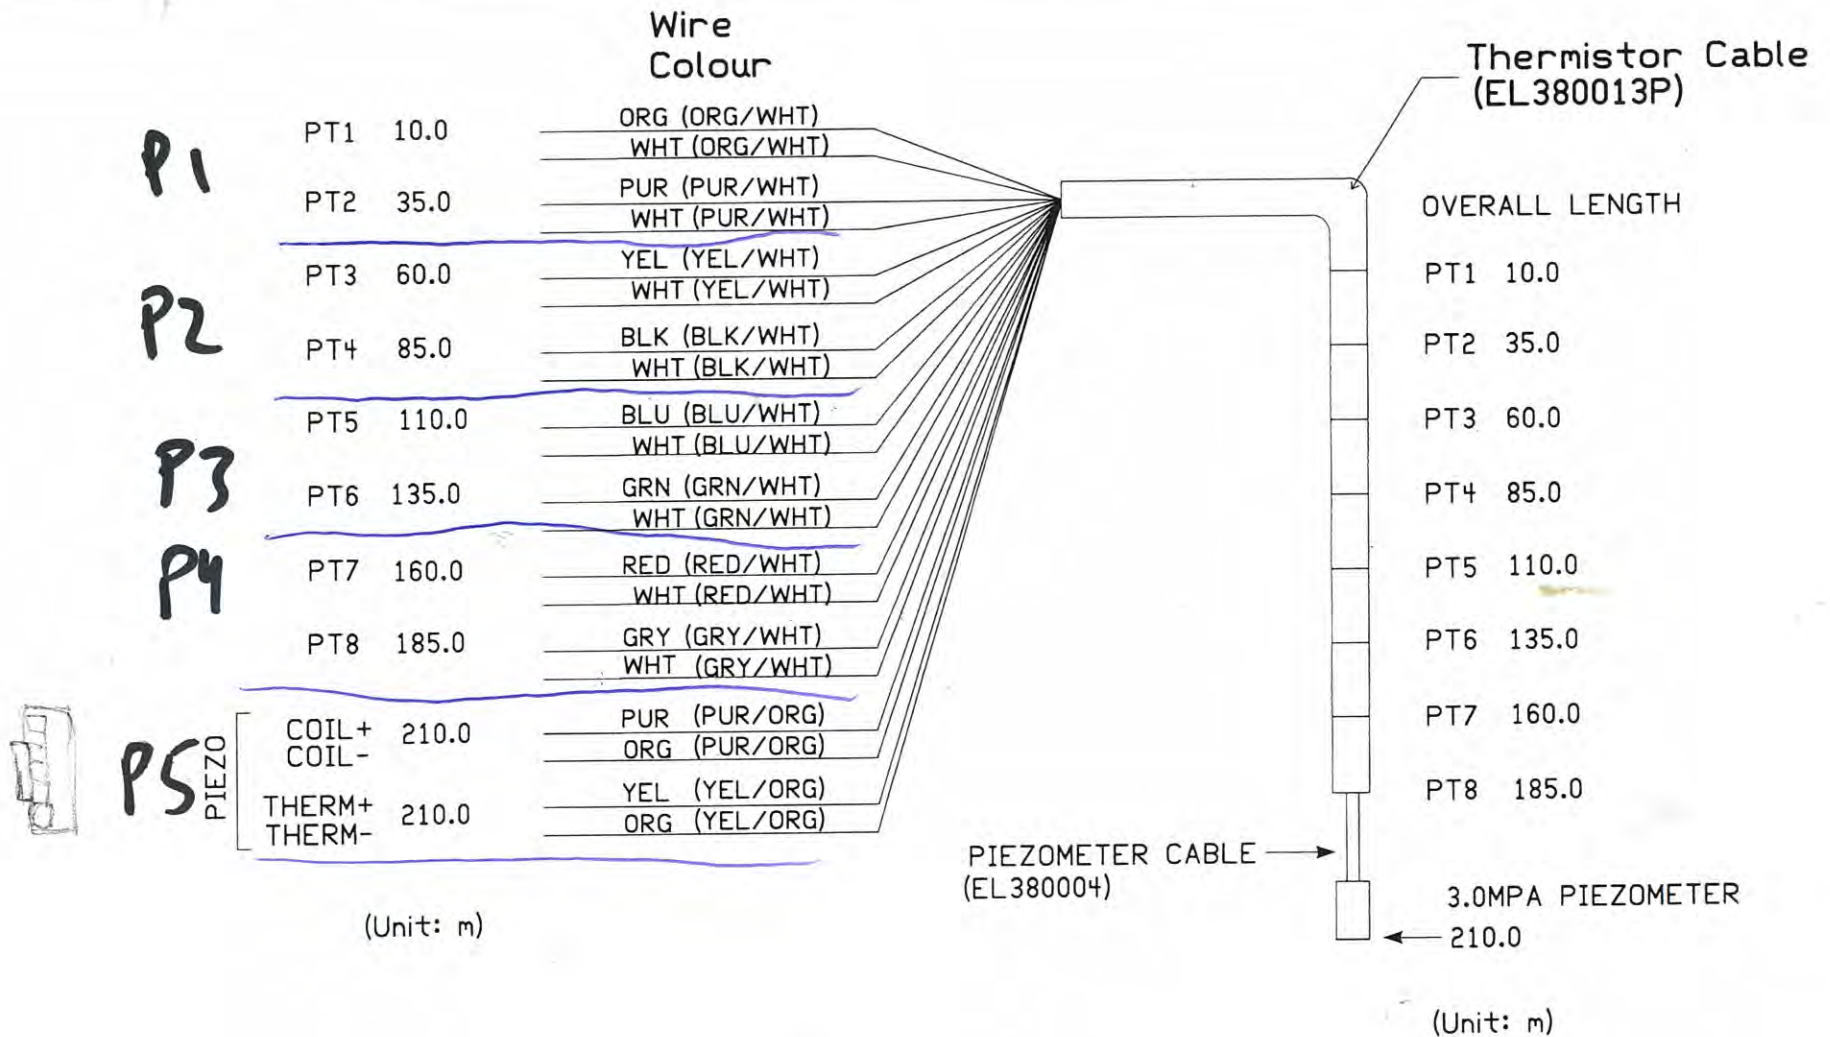 Wire
Colour
Thermistor Cable
(EL380013P)
P1
PT1 10.0 ORG (ORG/WHT)
WHT (ORG/WHT)
PT2 35.0 PUR (PUR/WHT)
WHT (PUR/WHT)
P2
PT3 60.0 YEL (YEL/WHT)
WHT (YEL/WHT)
PT4 85.0 BLK (BLK/WHT)
WHT (BLK/WHT)
P3
PT5 110.0 BLU (BLU/WHT)
WHT (BLU/WHT)
PT6 135.0 GRN (GRN/WHT)
WHT (GRN/WHT)
P4
PT7 160.0 RED (RED/WHT)
WHT (RED/WHT)
PT8 185.0 GRY (GRY/WHT)
WHT (GRY/WHT)
P5
PIEZO
COIL+ 210.0 PUR (PUR/ORG)
COIL- ORG (PUR/ORG)
THERM+ 210.0 YEL (YEL/ORG)
THERM- ORG (YEL/ORG)
(Unit: m)
OVERALL LENGTH
PT1 10.0
PT2 35.0
PT3 60.0
PT4 85.0
PT5 110.0
PT6 135.0
PT7 160.0
PT8 185.0
PIEZOMETER CABLE
(EL380004)
3.0MPA PIEZOMETER
210.0
(Unit: m)